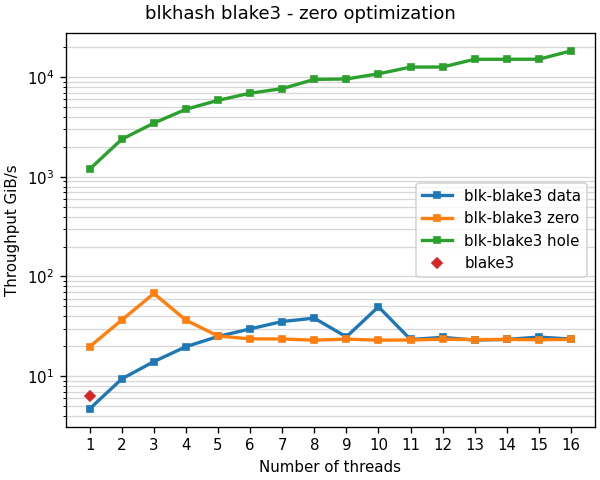 blkhash blake3 - zero optimization
Throughput GiB/s
10⁴
10³
10²
10¹
blk-blake3 data
blk-blake3 zero
blk-blake3 hole
blake3
1 2 3 4 5 6 7 8 9 10 11 12 13 14 15 16
Number of threads